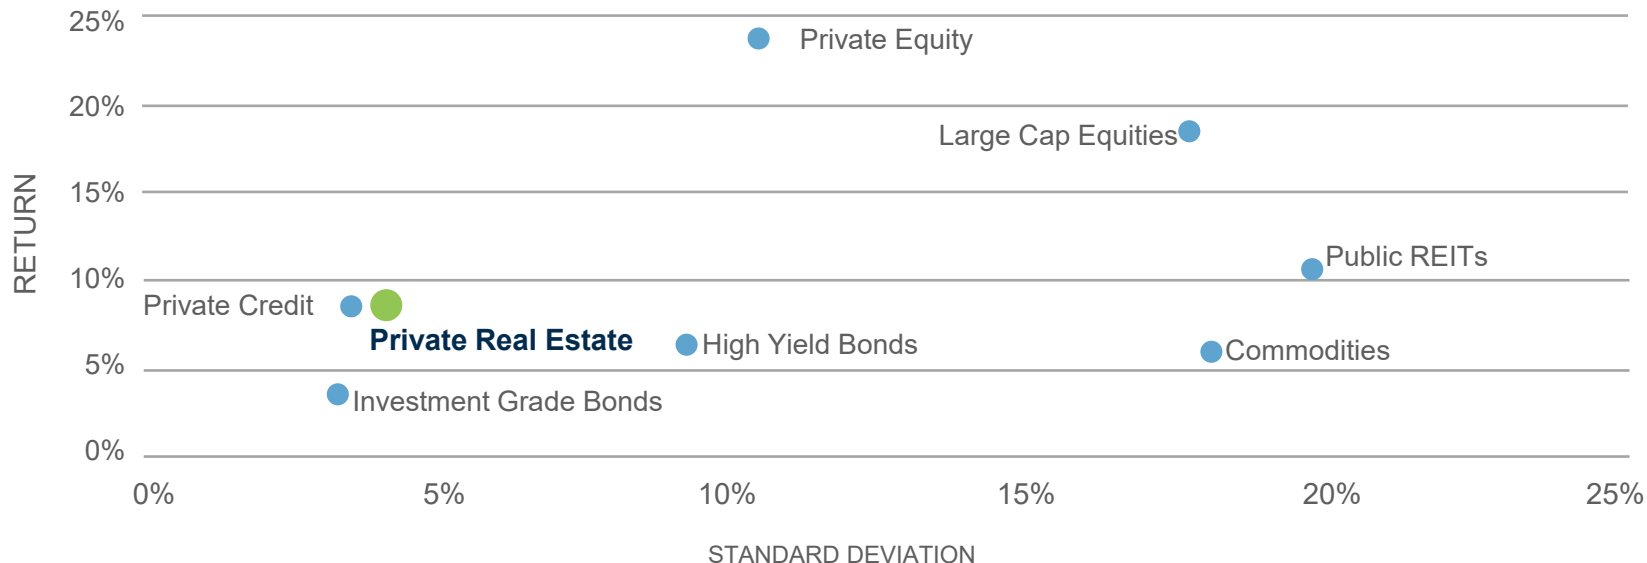 25%
Private Equity
20%
Large Cap Equities
15%
RETURN
Public REITs
10%
Private Credit
Private Real Estate
High Yield Bonds
Commodities
5%
Investment Grade Bonds
0%
0% 5% 10% 15% 20% 25%
STANDARD DEVIATION